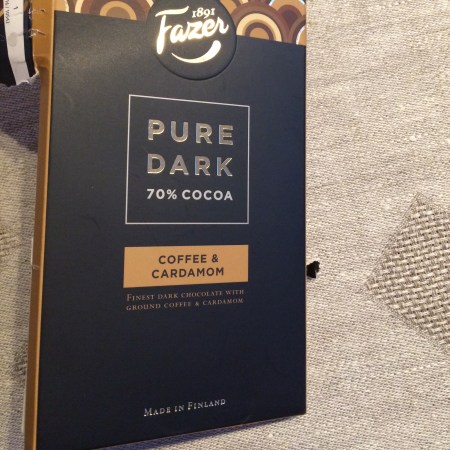 1891
Fazer
PURE
DARK
70% COCOA
COFFEE &
CARDAMOM
FINEST DARK CHOCOLATE WITH
GROUND COFFEE & CARDAMOM
MADE IN FINLAND